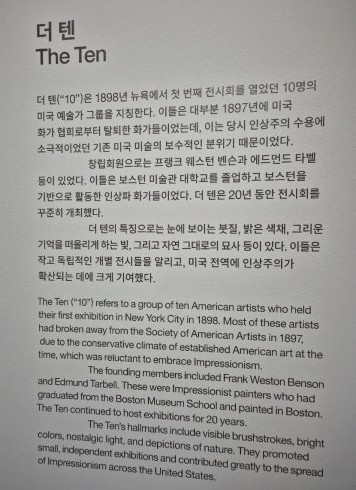 더 텐
The Ten
더 텐(“10”)은 1898년 뉴욕에서 첫 번째 전시회를 열었던 10명의
미국 예술가 그룹을 지칭한다. 이들은 대부분 1897년에 미국
화가 협회로부터 탈퇴한 화가들이었는데, 이는 당시 인상주의 수용에
소극적이었던 기존 미국 미술의 보수적인 분위기 때문이었다.
창립회원으로는 프랭크 웨스턴 벤슨과 에드먼드 타벨
등이 있었다. 이들은 보스턴 미술관 대학교를 졸업하고 보스턴을
기반으로 활동한 인상파 화가들이었다. 더 텐은 20년 동안 전시회를
꾸준히 개최했다.
더 텐의 특징으로는 눈에 보이는 붓질, 밝은 색채, 그리운
기억을 떠올리게 하는 빛, 그리고 자연 그대로의 묘사 등이 있다. 이들은
작고 독립적인 개별 전시들을 알리고, 미국 전역에 인상주의가
확산되는 데에 크게 기여했다.
The Ten (“10”) refers to a group of ten American artists who held
their first exhibition in New York City in 1898. Most of these artists
had broken away from the Society of American Artists in 1897,
due to the conservative climate of established American art at the
time, which was reluctant to embrace Impressionism.
The founding members included Frank Weston Benson
and Edmund Tarbell. These were Impressionist painters who had
graduated from the Boston Museum School and painted in Boston.
The Ten continued to host exhibitions for 20 years.
The Ten's hallmarks include visible brushstrokes, bright
colors, nostalgic light, and depictions of nature. They promoted
small, independent exhibitions and contributed greatly to the spread
of Impressionism across the United States.